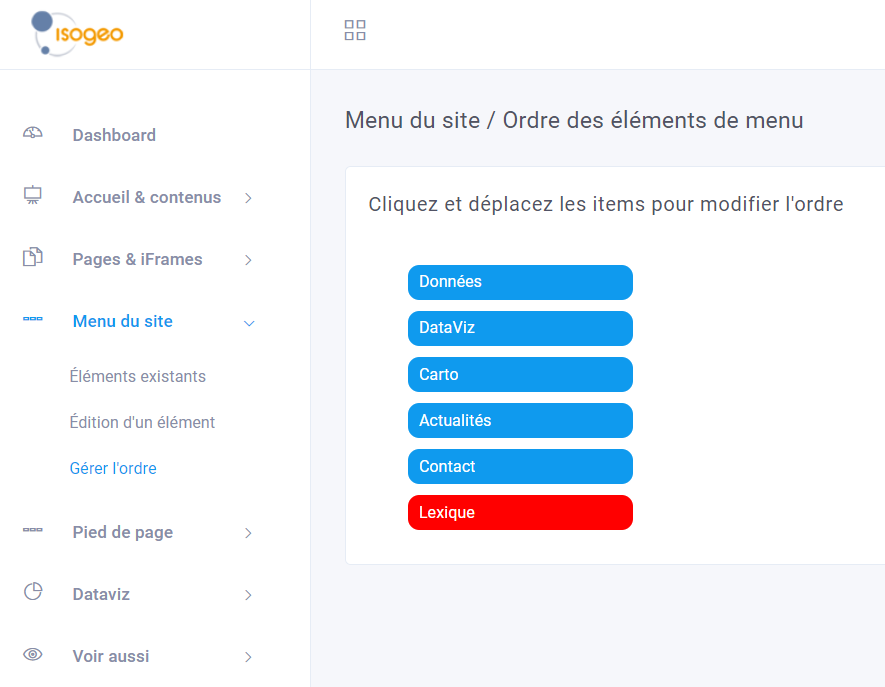 isogeo
Dashboard
Accueil & contenus
Pages & iFrames
Menu du site
Éléments existants
Édition d'un élément
Gérer l'ordre
Pied de page
Dataviz
Voir aussi
Menu du site / Ordre des éléments de menu
Cliquez et déplacez les items pour modifier l'ordre
Données
DataViz
Carto
Actualités
Contact
Lexique